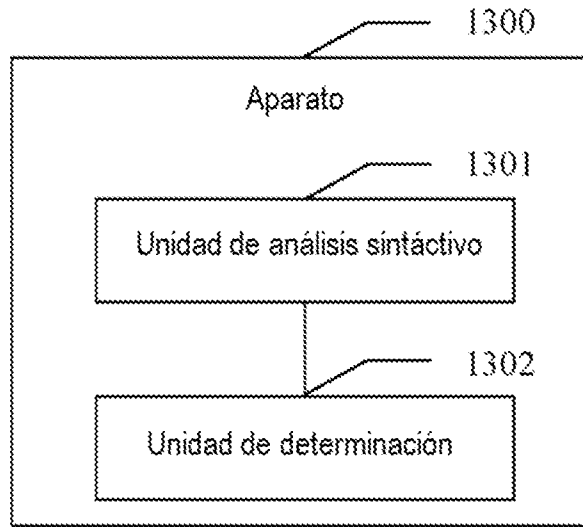 1300
Aparato
1301
Unidad de análisis sintáctivo
1302
Unidad de determinación